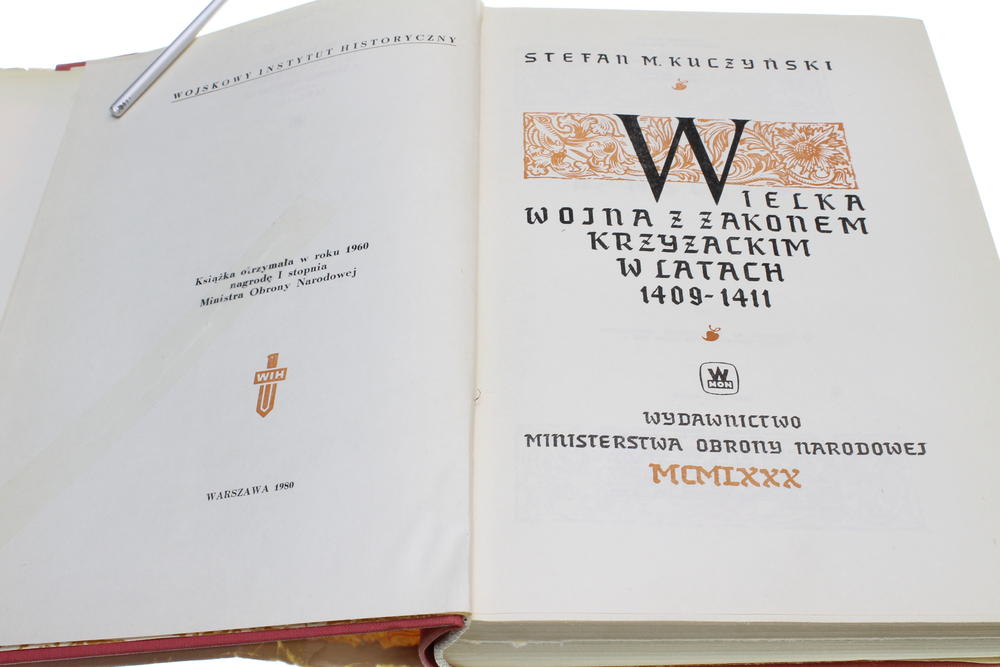 WOJSKOWY INSTYTUT HISTORYCZNY
Książka otrzymała w roku 1960
nagrodę I stopnia
Ministra Obrony Narodowej
WIH
WARSZAWA 1980
STEFAN M. KUCZYŃSKI
WIELKA
WOJNA Z ZAKONEM
KRZYŻACKIM
W LATACH
1409-1411
W
MON
WYDAWNICTWO
MINISTERSTWA OBRONY NARODOWEJ
MCMLXXX